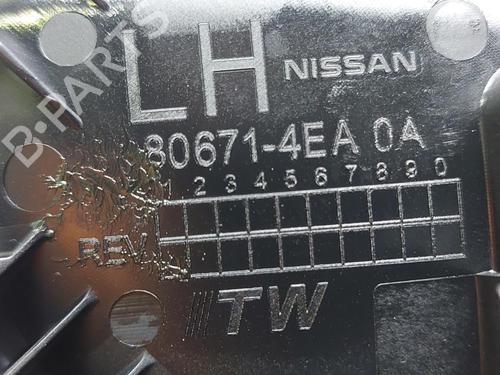 LH NISSAN
80671-4EA 0A
1 2 3 4 5 6 7 8 9 0
REV.
TW
B-PARTS